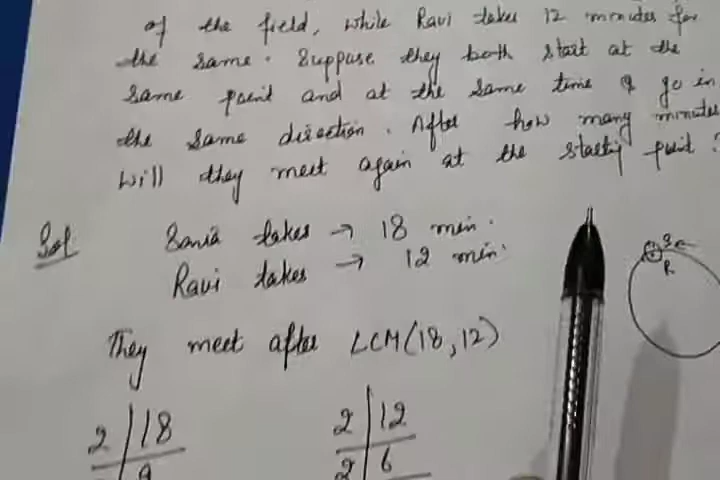 of the field, while Ravi takes 12 minutes for
the same. Suppose they both start at the
same point and at the same time & go in
the same direction. After how many minutes
will they meet again at the starting point?
Sol Sonia takes → 18 min.
Ravi takes → 12 min.
R
They meet after LCM(18,12)
2 18 2 12
9 2 6